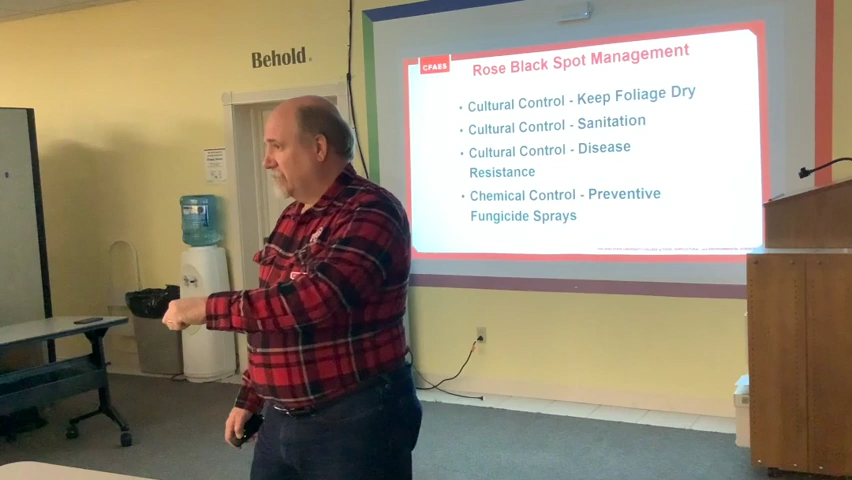 Behold.
CFAES
Rose Black Spot Management
• Cultural Control - Keep Foliage Dry
• Cultural Control - Sanitation
• Cultural Control - Disease
Resistance
• Chemical Control - Preventive
Fungicide Sprays